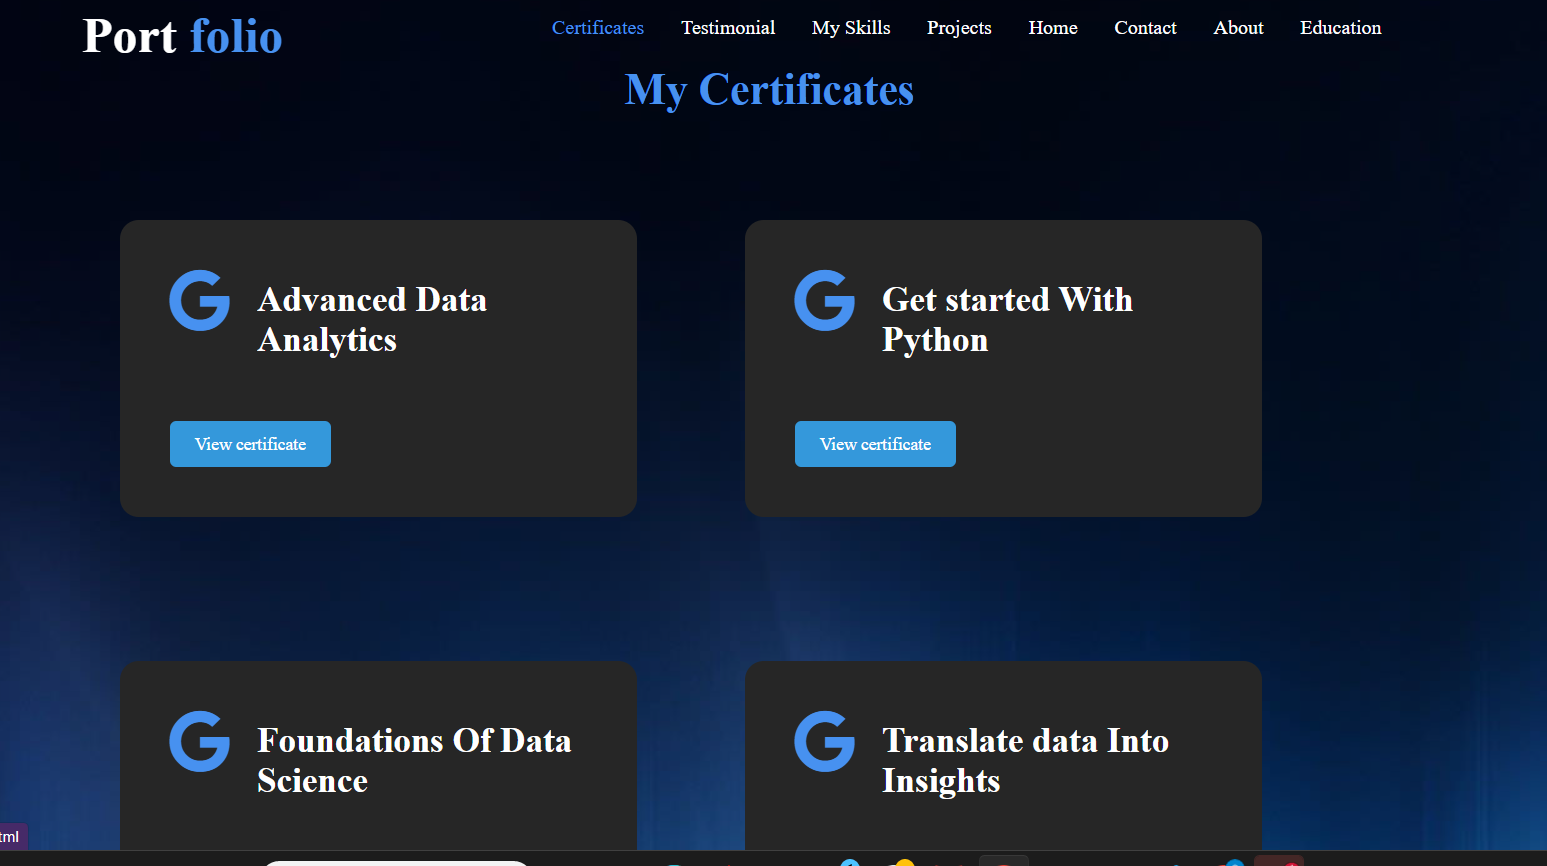 Port folio
Certificates Testimonial My Skills Projects Home Contact About Education
My Certificates
Advanced Data
Analytics
View certificate
Get started With
Python
View certificate
Foundations Of Data
Science
Translate data Into
Insights